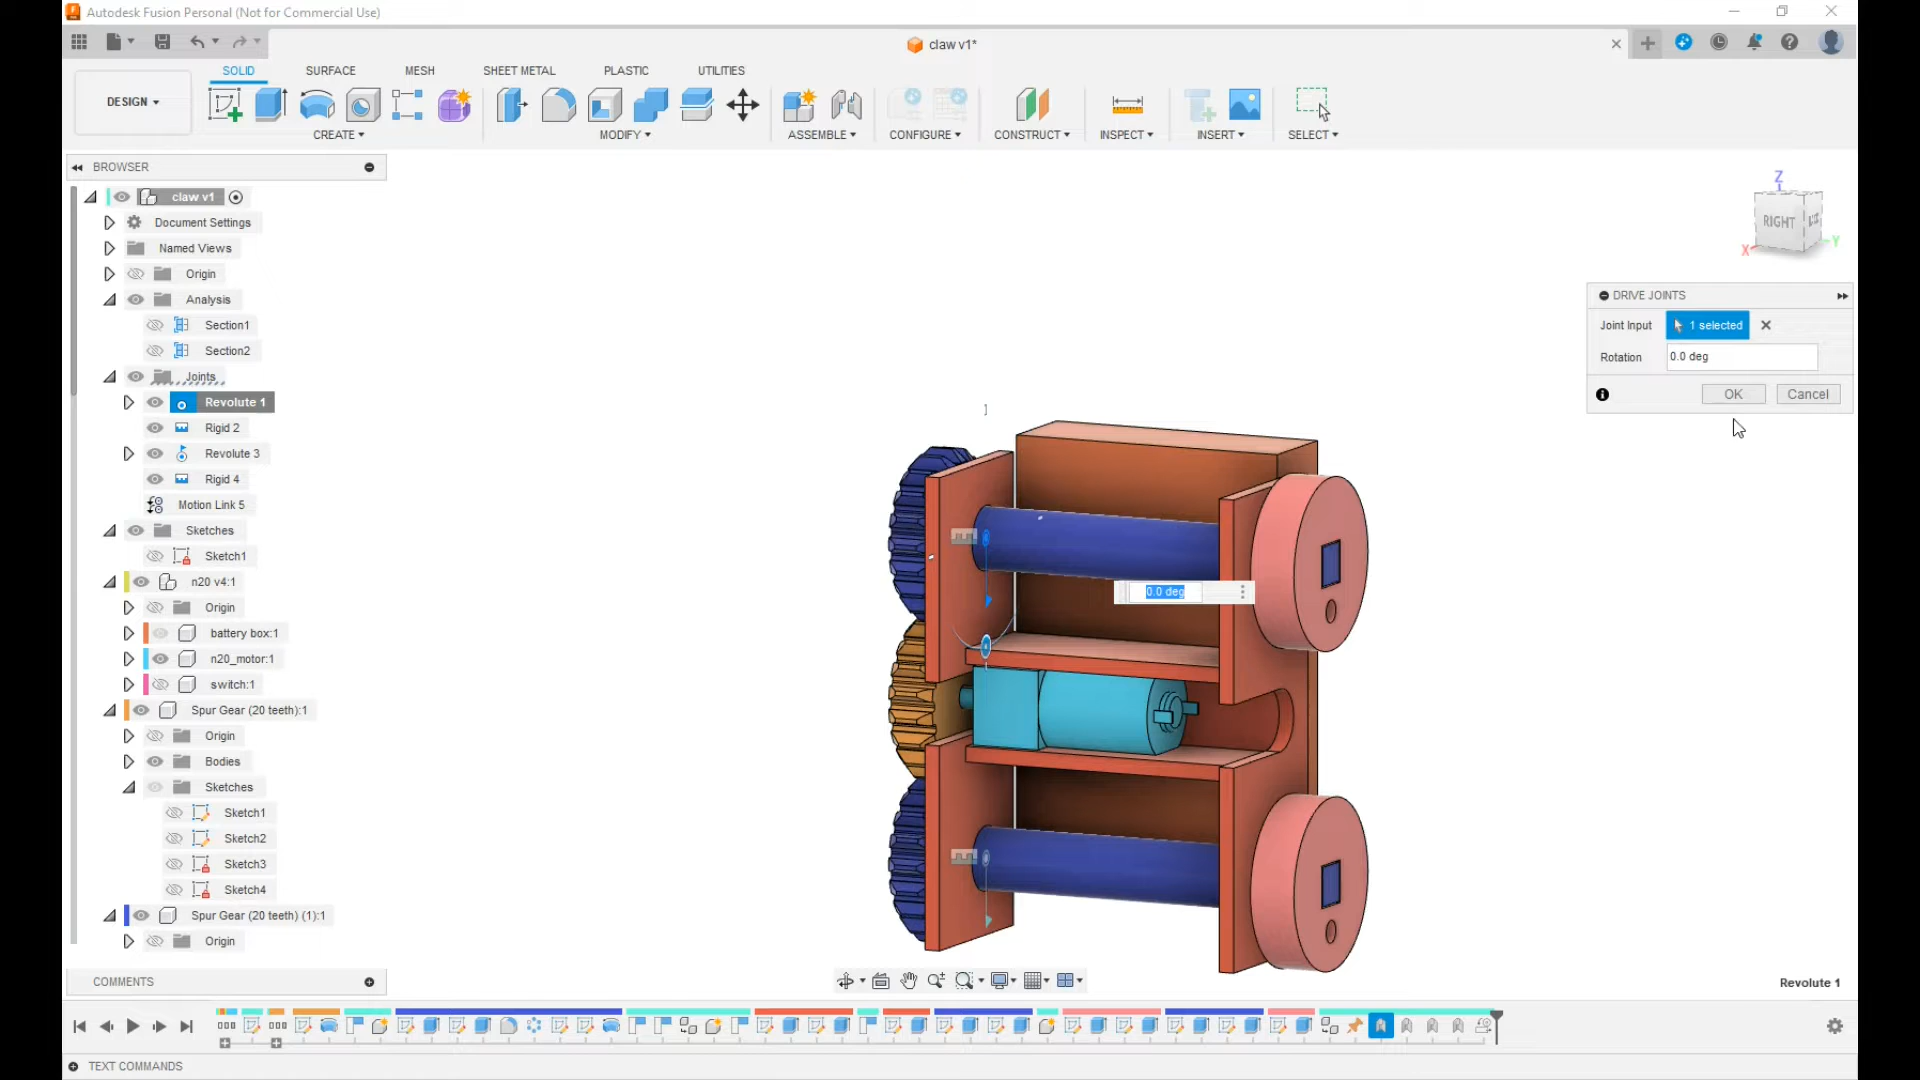 Autodesk Fusion Personal (Not for Commercial Use)
claw v1*
SOLID SURFACE MESH SHEET METAL PLASTIC UTILITIES
DESIGN
CREATE MODIFY ASSEMBLE CONFIGURE CONSTRUCT INSPECT INSERT SELECT
BROWSER
claw v1
Document Settings
Named Views
Origin
Analysis
Section1
Section2
Joints
Revolute 1
Rigid 2
Revolute 3
Rigid 4
Motion Link 5
Sketches
Sketch1
n20 v4:1
Origin
battery box:1
n20_motor:1
switch:1
Spur Gear (20 teeth):1
Origin
Bodies
Sketches
Sketch1
Sketch2
Sketch3
Sketch4
Spur Gear (20 teeth) (1):1
Origin
COMMENTS
Z
RIGHT
X
Y
DRIVE JOINTS
Joint Input 1 selected
Rotation 0.0 deg
OK Cancel
0.0 deg
Revolute 1
TEXT COMMANDS